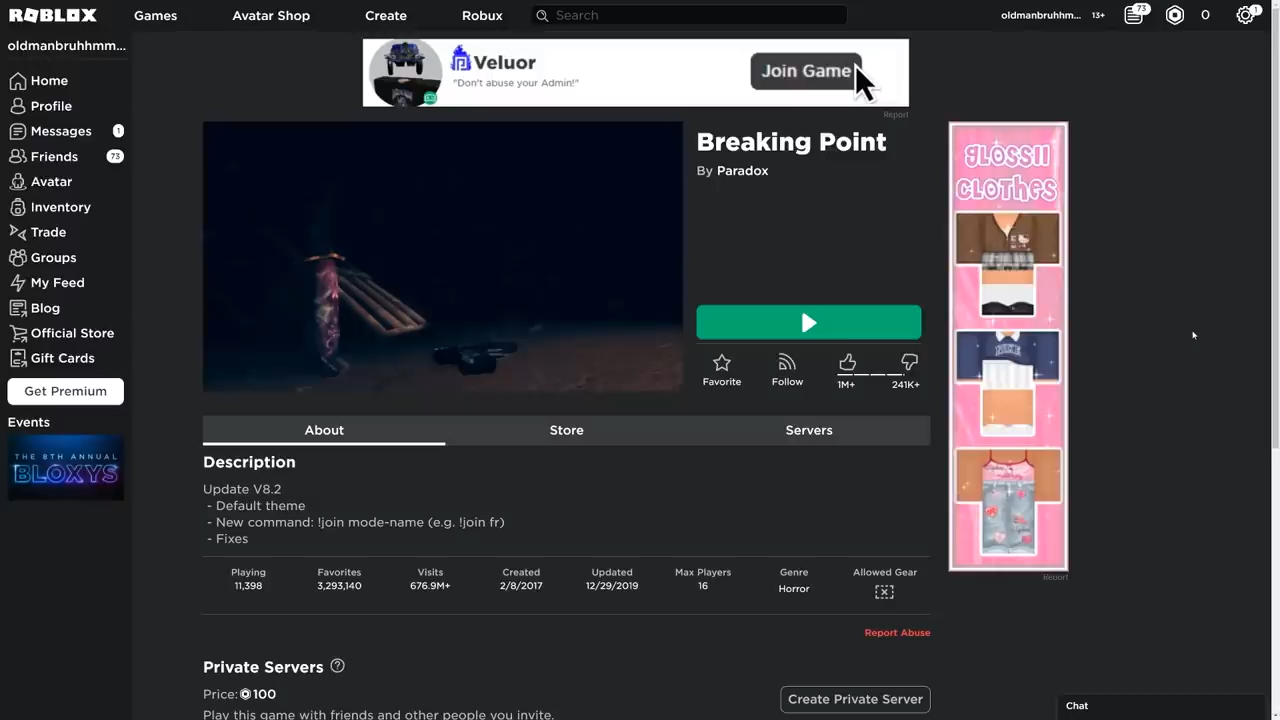 ROBLOX
Games
Avatar Shop
Create
Robux
Search
oldmanbruhhmm...
13+
73
0
1
oldmanbruhhmm...
Home
Profile
Messages
1
Friends
73
Avatar
Inventory
Trade
Groups
My Feed
Blog
Official Store
Gift Cards
Get Premium
Events
THE 8TH ANNUAL
BLOXYS
Veluor
"Don't abuse your Admin!"
Join Game
Report
Breaking Point
By Paradox
Favorite
Follow
1M+
241K+
GLOSSII
CLOTHES
Report
About
Store
Servers
Description
Update V8.2
- Default theme
- New command: !join mode-name (e.g. !join fr)
- Fixes
Playing
Favorites
Visits
Created
Updated
Max Players
Genre
Allowed Gear
11,398
3,293,140
676.9M+
2/8/2017
12/29/2019
16
Horror
Report Abuse
Private Servers
Price: 100
Create Private Server
Play this game with friends and other people you invite.
Chat